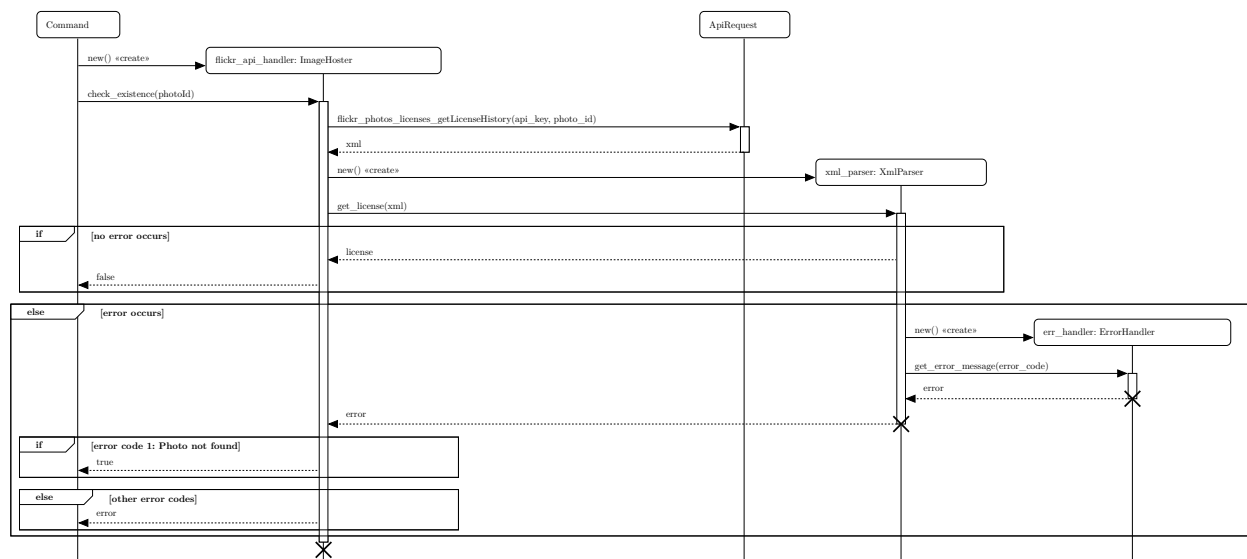 Command
ApiRequest
new() «create»
flickr_api_handler: ImageHoster
check_existence(photoId)
flickr_photos_licenses_getLicenseHistory(api_key, photo_id)
xml
new() «create»
xml_parser: XmlParser
get_license(xml)
if
[no error occurs]
license
false
else
[error occurs]
new() «create»
err_handler: ErrorHandler
get_error_message(error_code)
error
error
if
[error code 1: Photo not found]
true
else
[other error codes]
error